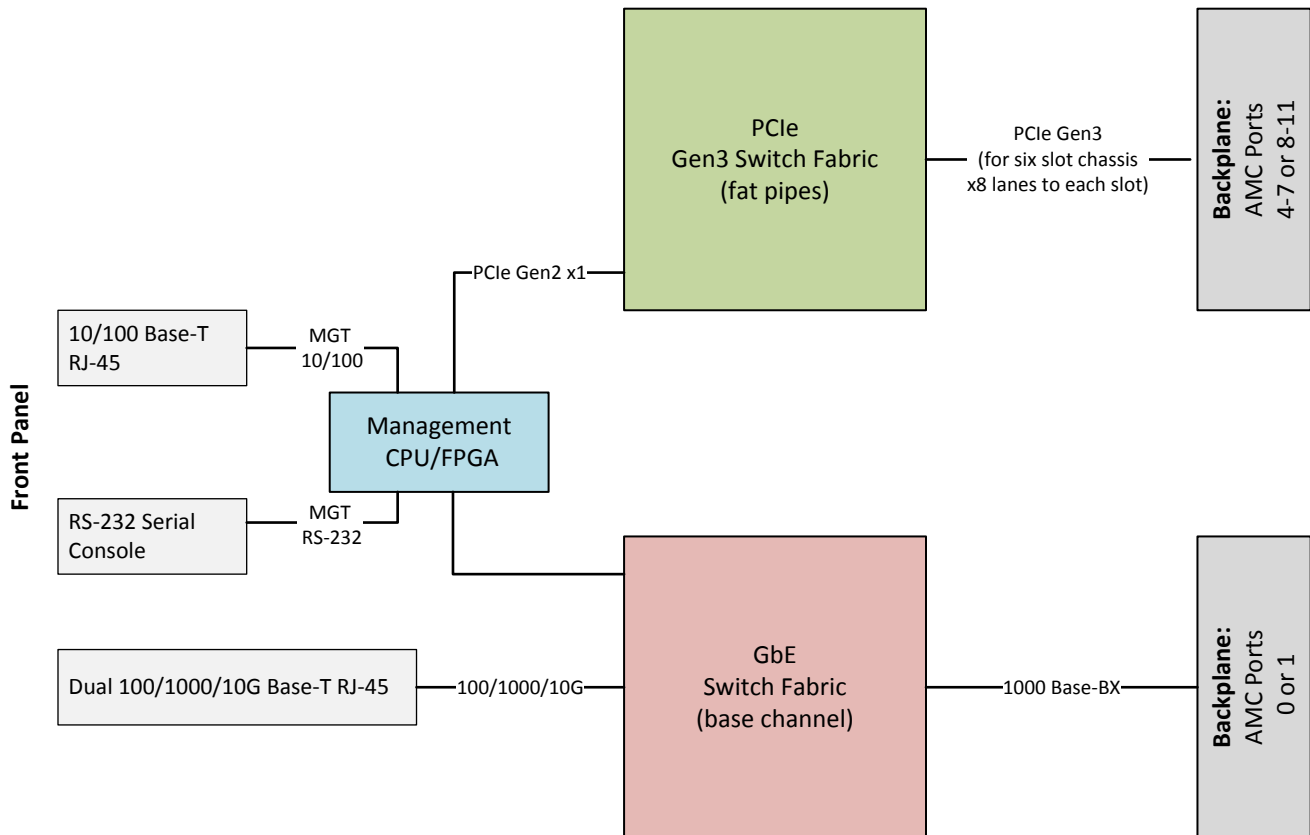 PCIe
Gen3 Switch Fabric
(fat pipes)
PCIe Gen3
(for six slot chassis
x8 lanes to each slot)
Backplane:
AMC Ports
4-7 or 8-11
PCIe Gen2 x1
Front Panel
10/100 Base-T
RJ-45
MGT
10/100
Management
CPU/FPGA
RS-232 Serial
Console
MGT
RS-232
Dual 100/1000/10G Base-T RJ-45
100/1000/10G
GbE
Switch Fabric
(base channel)
1000 Base-BX
Backplane:
AMC Ports
0 or 1